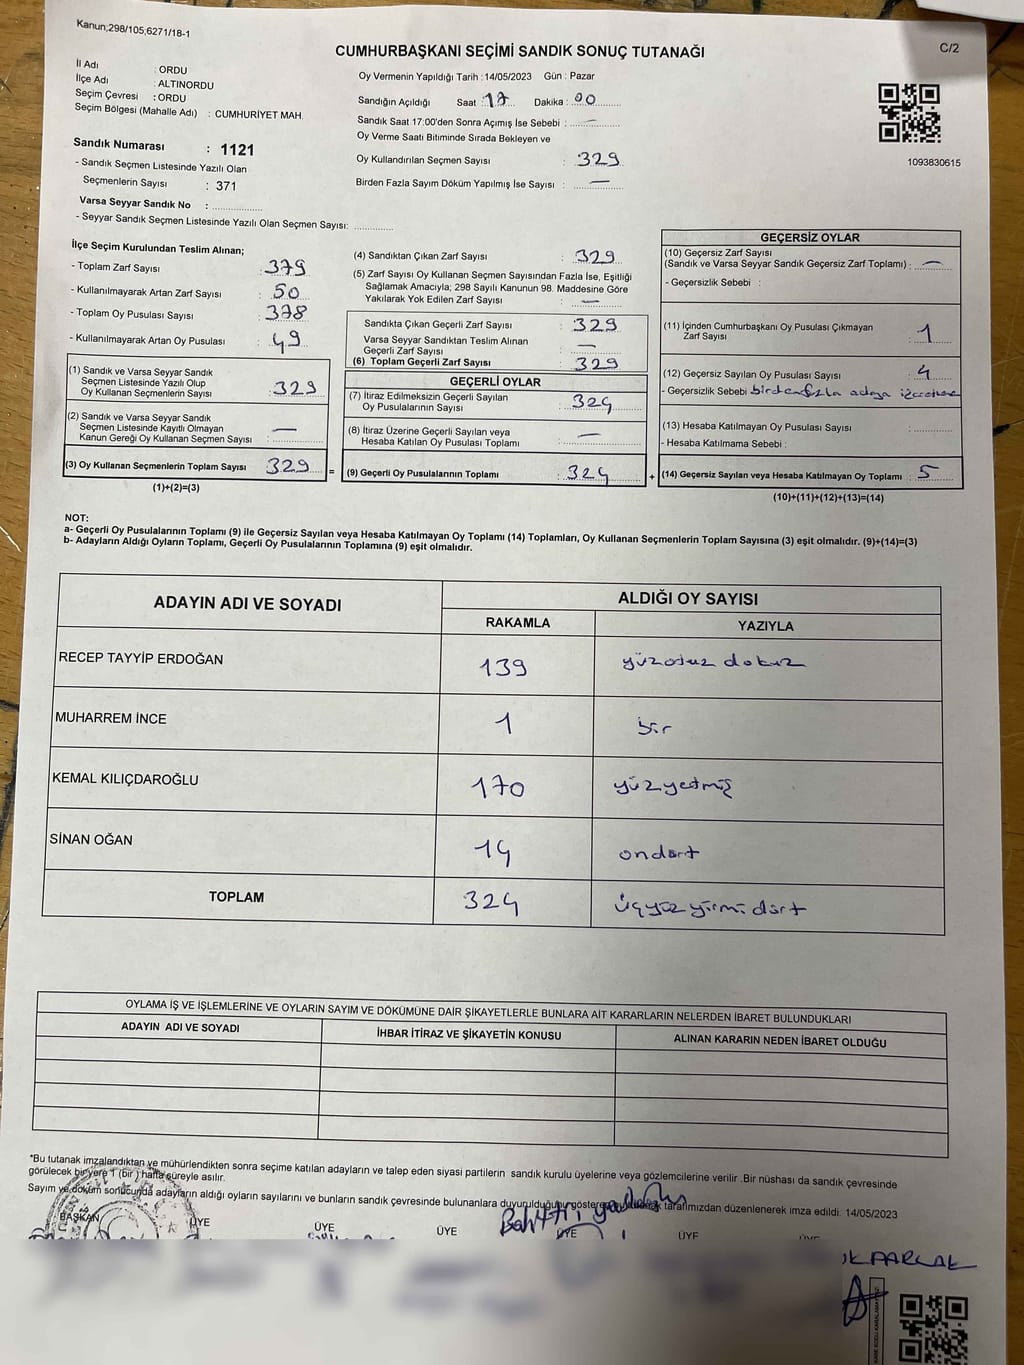 Kanun;298/105;6271/18-1
C/2
CUMHURBAŞKANI SEÇİMİ SANDIK SONUÇ TUTANAĞI
İl Adı : ORDU
İlçe Adı : ALTINORDU
Seçim Çevresi : ORDU
Seçim Bölgesi (Mahalle Adı) : CUMHURİYET MAH.
Sandık Numarası : 1121
- Sandık Seçmen Listesinde Yazılı Olan
Seçmenlerin Sayısı : 371
Varsa Seyyar Sandık No : ..............
- Seyyar Sandık Seçmen Listesinde Yazılı Olan Seçmen Sayısı: ..............
Oy Vermenin Yapıldığı Tarih :14/05/2023 Gün : Pazar
Sandığın Açıldığı Saat :17 Dakika : 00
Sandık Saat 17:00'den Sonra Açımış İse Sebebi : —
Oy Verme Saati Bitiminde Sırada Bekleyen ve
Oy Kullandırılan Seçmen Sayısı : 329
Birden Fazla Sayım Döküm Yapılmış İse Sayısı : —
1093830615
İlçe Seçim Kurulundan Teslim Alınan;
- Toplam Zarf Sayısı : 379
- Kullanılmayarak Artan Zarf Sayısı : 50
- Toplam Oy Pusulası Sayısı : 378
- Kullanılmayarak Artan Oy Pusulası : 49
(1) Sandık ve Varsa Seyyar Sandık
Seçmen Listesinde Yazılı Olup
Oy Kullanan Seçmenlerin Sayısı : 329
(2) Sandık ve Varsa Seyyar Sandık
Seçmen Listesinde Kayıtlı Olmayan
Kanun Gereği Oy Kullanan Seçmen Sayısı : —
(3) Oy Kullanan Seçmenlerin Toplam Sayısı 329 =
(1)+(2)=(3)
(4) Sandıktan Çıkan Zarf Sayısı : 329
(5) Zarf Sayısı Oy Kullanan Seçmen Sayısından Fazla İse, Eşitliği
Sağlamak Amacıyla; 298 Sayılı Kanunun 98. Maddesine Göre
Yakılarak Yok Edilen Zarf Sayısı : —
Sandıkta Çıkan Geçerli Zarf Sayısı : 329
Varsa Seyyar Sandıktan Teslim Alınan
Geçerli Zarf Sayısı : —
(6) Toplam Geçerli Zarf Sayısı : 329
GEÇERLİ OYLAR
(7) İtiraz Edilmeksizin Geçerli Sayılan
Oy Pusulalarının Sayısı : 324
(8) İtiraz Üzerine Geçerli Sayılan veya
Hesaba Katılan Oy Pusulası Toplamı : —
(9) Geçerli Oy Pusulalarının Toplamı : 324 +
GEÇERSİZ OYLAR
(10) Geçersiz Zarf Sayısı
(Sandık ve Varsa Seyyar Sandık Geçersiz Zarf Toplamı) : —
- Geçersizlik Sebebi :
(11) İçinden Cumhurbaşkanı Oy Pusulası Çıkmayan
Zarf Sayısı : 1
(12) Geçersiz Sayılan Oy Pusulası Sayısı : 4
- Geçersizlik Sebebi birden fazla adaya
(13) Hesaba Katılmayan Oy Pusulası Sayısı : ..............
- Hesaba Katılmama Sebebi :
(14) Geçersiz Sayılan veya Hesaba Katılmayan Oy Toplamı : 5
(10)+(11)+(12)+(13)=(14)
NOT:
a- Geçerli Oy Pusulalarının Toplamı (9) ile Geçersiz Sayılan veya Hesaba Katılmayan Oy Toplamı (14) Toplamları, Oy Kullanan Seçmenlerin Toplam Sayısına (3) eşit olmalıdır. (9)+(14)=(3)
b- Adayların Aldığı Oyların Toplamı, Geçerli Oy Pusulalarının Toplamına (9) eşit olmalıdır.
ADAYIN ADI VE SOYADI ALDIĞI OY SAYISI
RAKAMLA YAZIYLA
RECEP TAYYİP ERDOĞAN 139 yüzotuz dokuz
MUHARREM İNCE 1 bir
KEMAL KILIÇDAROĞLU 170 yüzyetmiş
SİNAN OĞAN 14 ondört
TOPLAM 324 üçyüzyirmidört
OYLAMA İŞ VE İŞLEMLERİNE VE OYLARIN SAYIM VE DÖKÜMÜNE DAİR ŞİKAYETLERLE BUNLARA AİT KARARLARIN NELERDEN İBARET BULUNDUKLARI
ADAYIN ADI VE SOYADI İHBAR İTİRAZ VE ŞİKAYETİN KONUSU ALINAN KARARIN NEDEN İBARET OLDUĞU
*Bu tutanak imzalandıktan ve mühürlendikten sonra seçime katılan adayların ve talep eden siyasi partilerin sandık kurulu üyelerine veya gözlemcilerine verilir .Bir nüshası da sandık çevresinde
görülecek bir yere 1 (bir ) hafta süreyle asılır.
Sayım ve döküm sonucunda adayların aldığı oyların sayılarını ve bunların sandık çevresinde bulunanlara duyurulduğunu tarafımızdan düzenlenerek imza edildi. 14/05/2023
BAŞKAN ÜYE ÜYE ÜYE ÜYE ÜYE
PARLAK